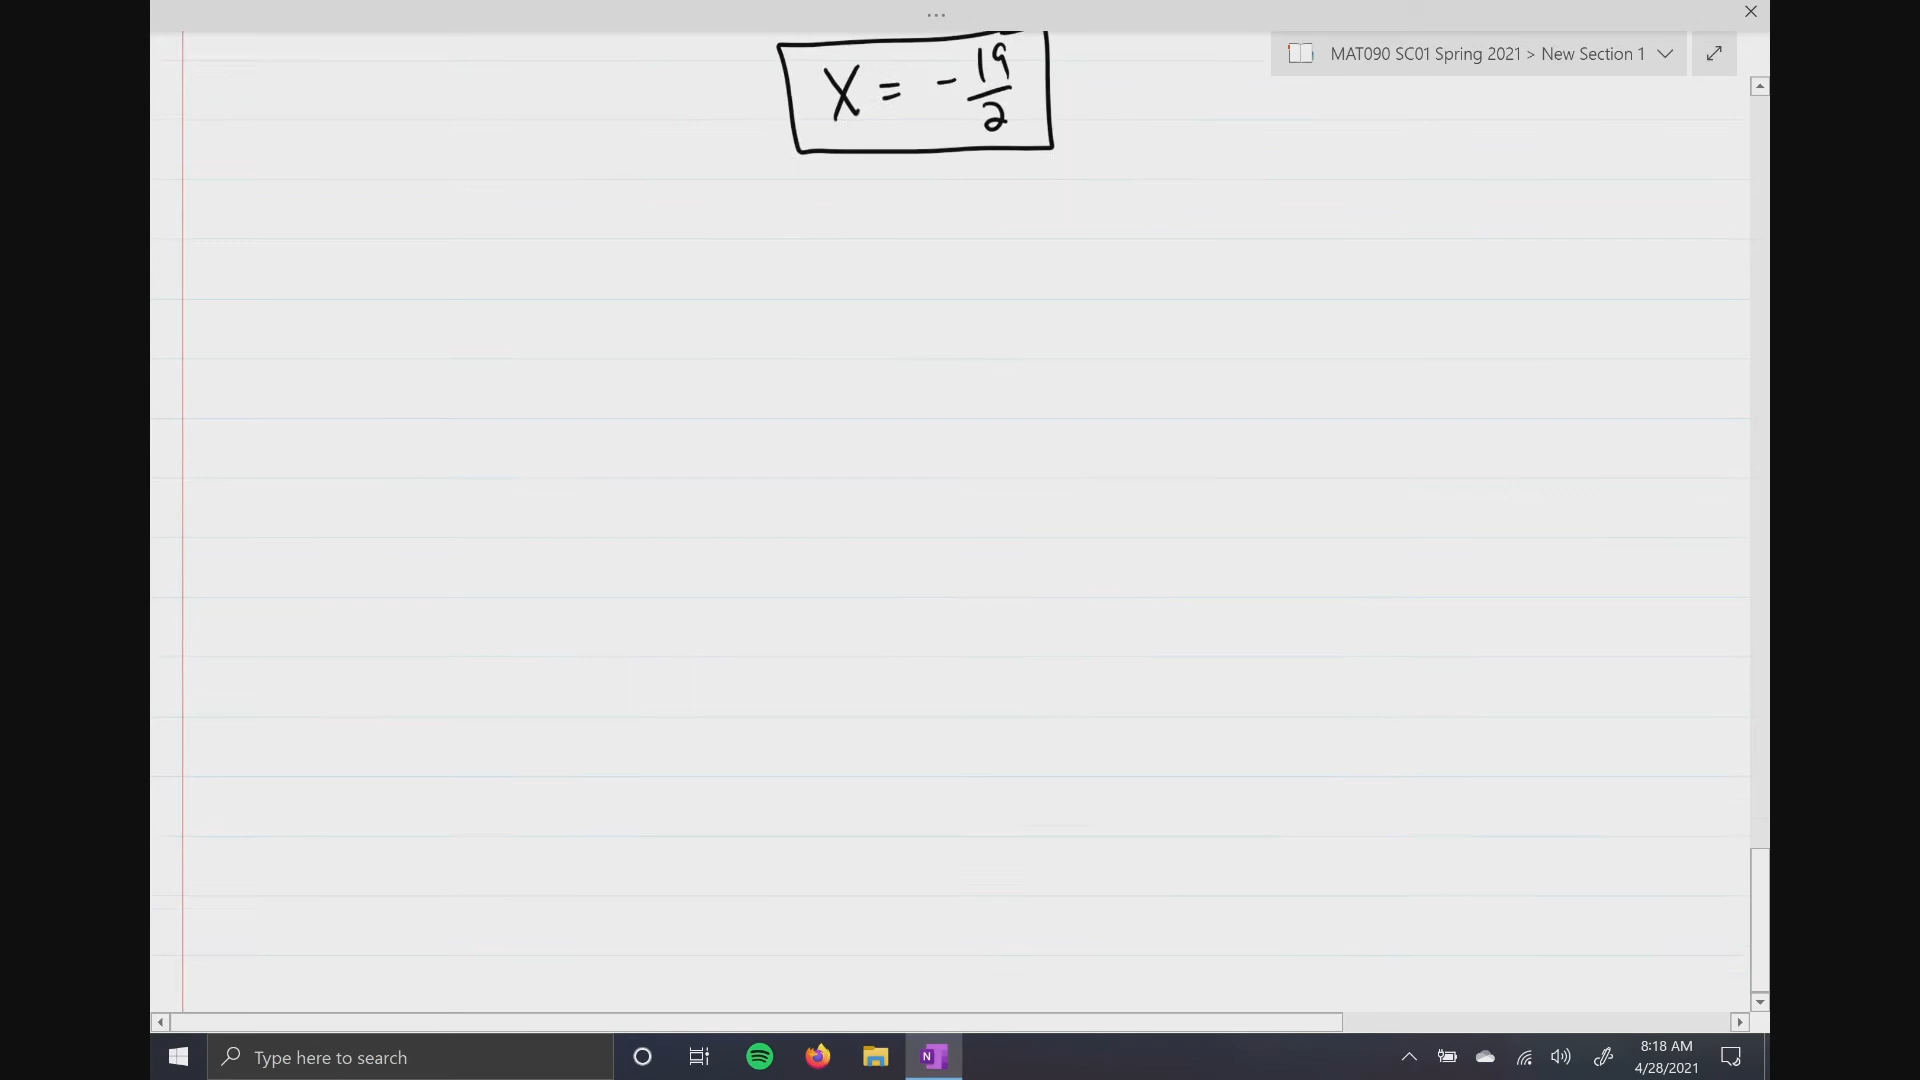 MAT090 SC01 Spring 2021 > New Section 1
X = - 19/2
Type here to search
8:18 AM
4/28/2021